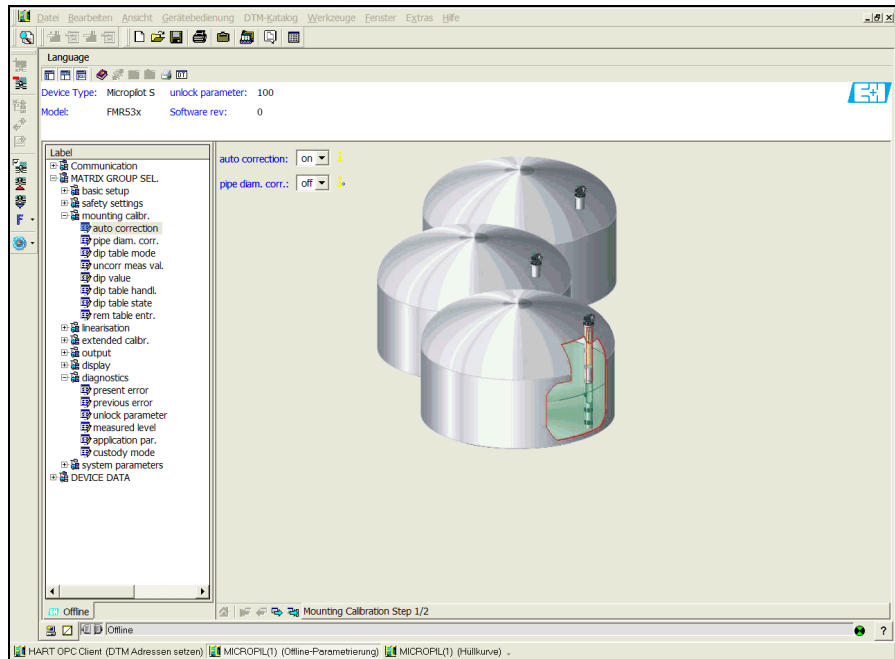 Datei Bearbeiten Ansicht Gerätebedienung DTM-Katalog Werkzeuge Fenster Extras Hilfe
Language
Device Type: Micropilot S unlock parameter: 100
Model: FMR53x Software rev: 0
E+H
Label
Communication
MATRIX GROUP SEL.
basic setup
safety settings
mounting calibr.
auto correction
pipe diam. corr.
dip table mode
uncorr meas val.
dip value
dip table handl.
dip table state
rem table entr.
linearisation
extended calibr.
output
display
diagnostics
present error
previous error
unlock parameter
measured level
application par.
custody mode
system parameters
DEVICE DATA
auto correction: on
pipe diam. corr.: off
F
Offline
Mounting Calibration Step 1/2
Offline
?
HART OPC Client (DTM Adressen setzen) MICROPIL(1) (Offline-Parametrierung) MICROPIL(1) (Hüllkurve)